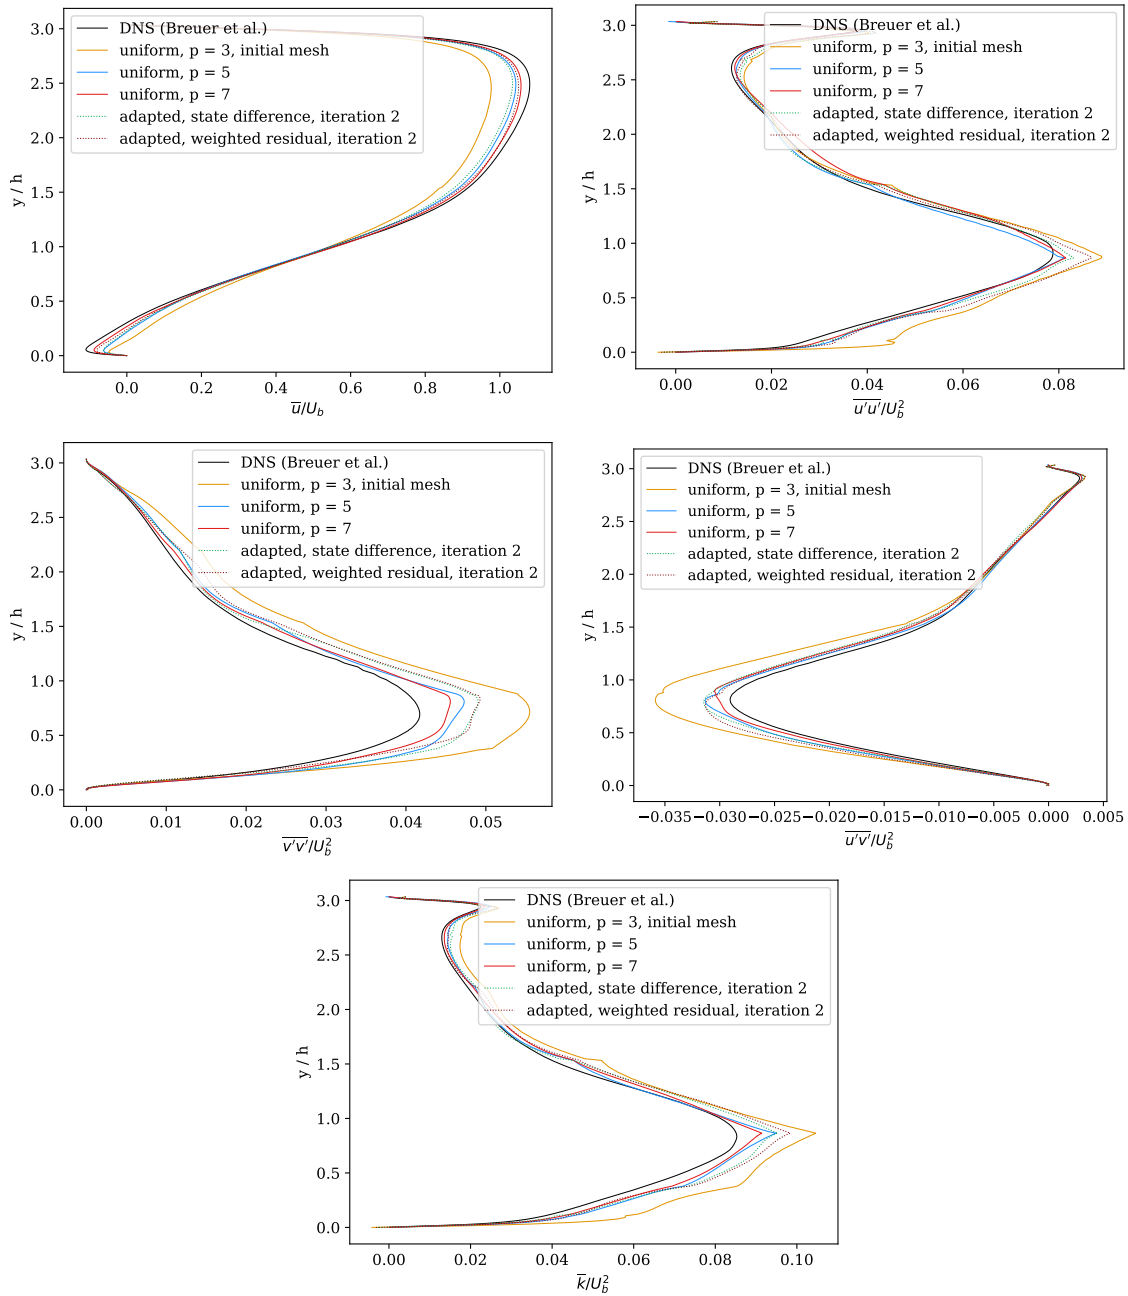 DNS (Breuer et al.)
uniform, p = 3, initial mesh
uniform, p = 5
uniform, p = 7
adapted, state difference, iteration 2
adapted, weighted residual, iteration 2
3.0
2.5
2.0
1.5
1.0
0.5
0.0
y / h
0.0 0.2 0.4 0.6 0.8 1.0
u̅/U_b
DNS (Breuer et al.)
uniform, p = 3, initial mesh
uniform, p = 5
uniform, p = 7
adapted, state difference, iteration 2
adapted, weighted residual, iteration 2
3.0
2.5
2.0
1.5
1.0
0.5
0.0
y / h
0.00 0.02 0.04 0.06 0.08
\overline{u'u'}/U_b^2
DNS (Breuer et al.)
uniform, p = 3, initial mesh
uniform, p = 5
uniform, p = 7
adapted, state difference, iteration 2
adapted, weighted residual, iteration 2
3.0
2.5
2.0
1.5
1.0
0.5
0.0
y / h
0.00 0.01 0.02 0.03 0.04 0.05
\overline{v'v'}/U_b^2
DNS (Breuer et al.)
uniform, p = 3, initial mesh
uniform, p = 5
uniform, p = 7
adapted, state difference, iteration 2
adapted, weighted residual, iteration 2
3.0
2.5
2.0
1.5
1.0
0.5
0.0
y / h
−0.035 −0.030 −0.025 −0.020 −0.015 −0.010 −0.005 0.000 0.005
\overline{u'v'}/U_b^2
DNS (Breuer et al.)
uniform, p = 3, initial mesh
uniform, p = 5
uniform, p = 7
adapted, state difference, iteration 2
adapted, weighted residual, iteration 2
3.0
2.5
2.0
1.5
1.0
0.5
0.0
y / h
0.00 0.02 0.04 0.06 0.08 0.10
\overline{k}/U_b^2